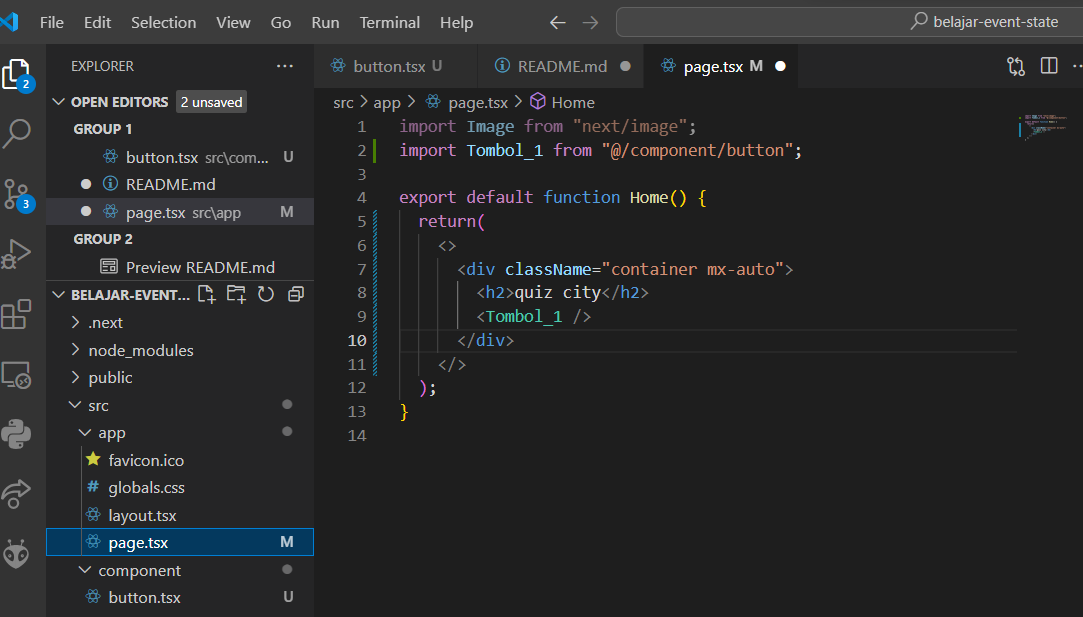 File Edit Selection View Go Run Terminal Help belajar-event-state
EXPLORER
OPEN EDITORS 2 unsaved
GROUP 1
button.tsx src\com... U
README.md
page.tsx src\app M
GROUP 2
Preview README.md
BELAJAR-EVENT...
.next
node_modules
public
src
app
favicon.ico
globals.css
layout.tsx
page.tsx M
component
button.tsx U
2
3
button.tsx U README.md page.tsx M
src > app > page.tsx > Home
1 import Image from "next/image";
2 import Tombol_1 from "@/component/button";
3
4 export default function Home() {
5 return(
6 <>
7 <div className="container mx-auto">
8 <h2>quiz city</h2>
9 <Tombol_1 />
10 </div>
11 </>
12 );
13 }
14